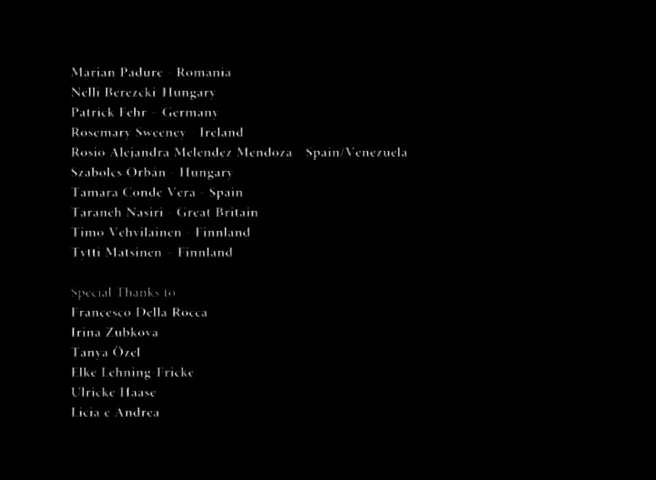 Marian Padure - Romania
Nelli Berezcki Hungary
Patrick Fehr - Germany
Rosemary Sweeney - Ireland
Rosio Alejandra Melendez Mendoza - Spain/Venezuela
Szabolcs Orbán - Hungary
Tamara Conde Vera - Spain
Taraneh Nasiri - Great Britain
Timo Vehvilainen - Finnland
Tytti Matsinen - Finnland
Special Thanks to
Francesco Della Rocca
Irina Zubkova
Tanya Özel
Elke Lehning Fricke
Ulricke Haase
Licia e Andrea